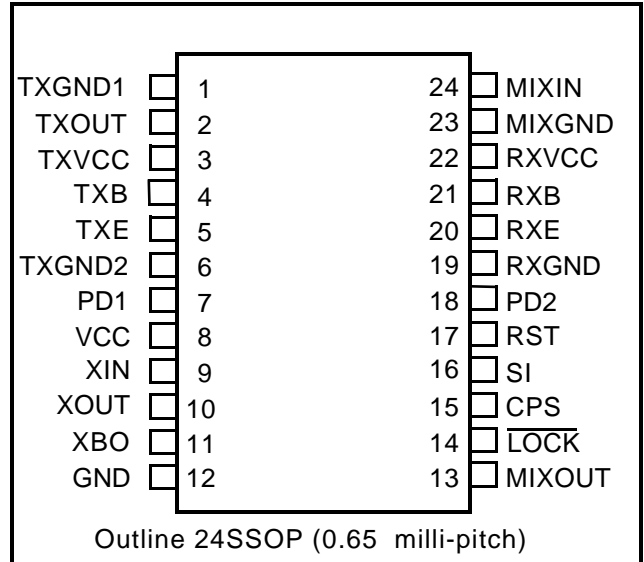 TXGND1 1 24 MIXIN
TXOUT 2 23 MIXGND
TXVCC 3 22 RXVCC
TXB 4 21 RXB
TXE 5 20 RXE
TXGND2 6 19 RXGND
PD1 7 18 PD2
VCC 8 17 RST
XIN 9 16 SI
XOUT 10 15 CPS
XBO 11 14 LOCK
GND 12 13 MIXOUT
Outline 24SSOP (0.65 milli-pitch)